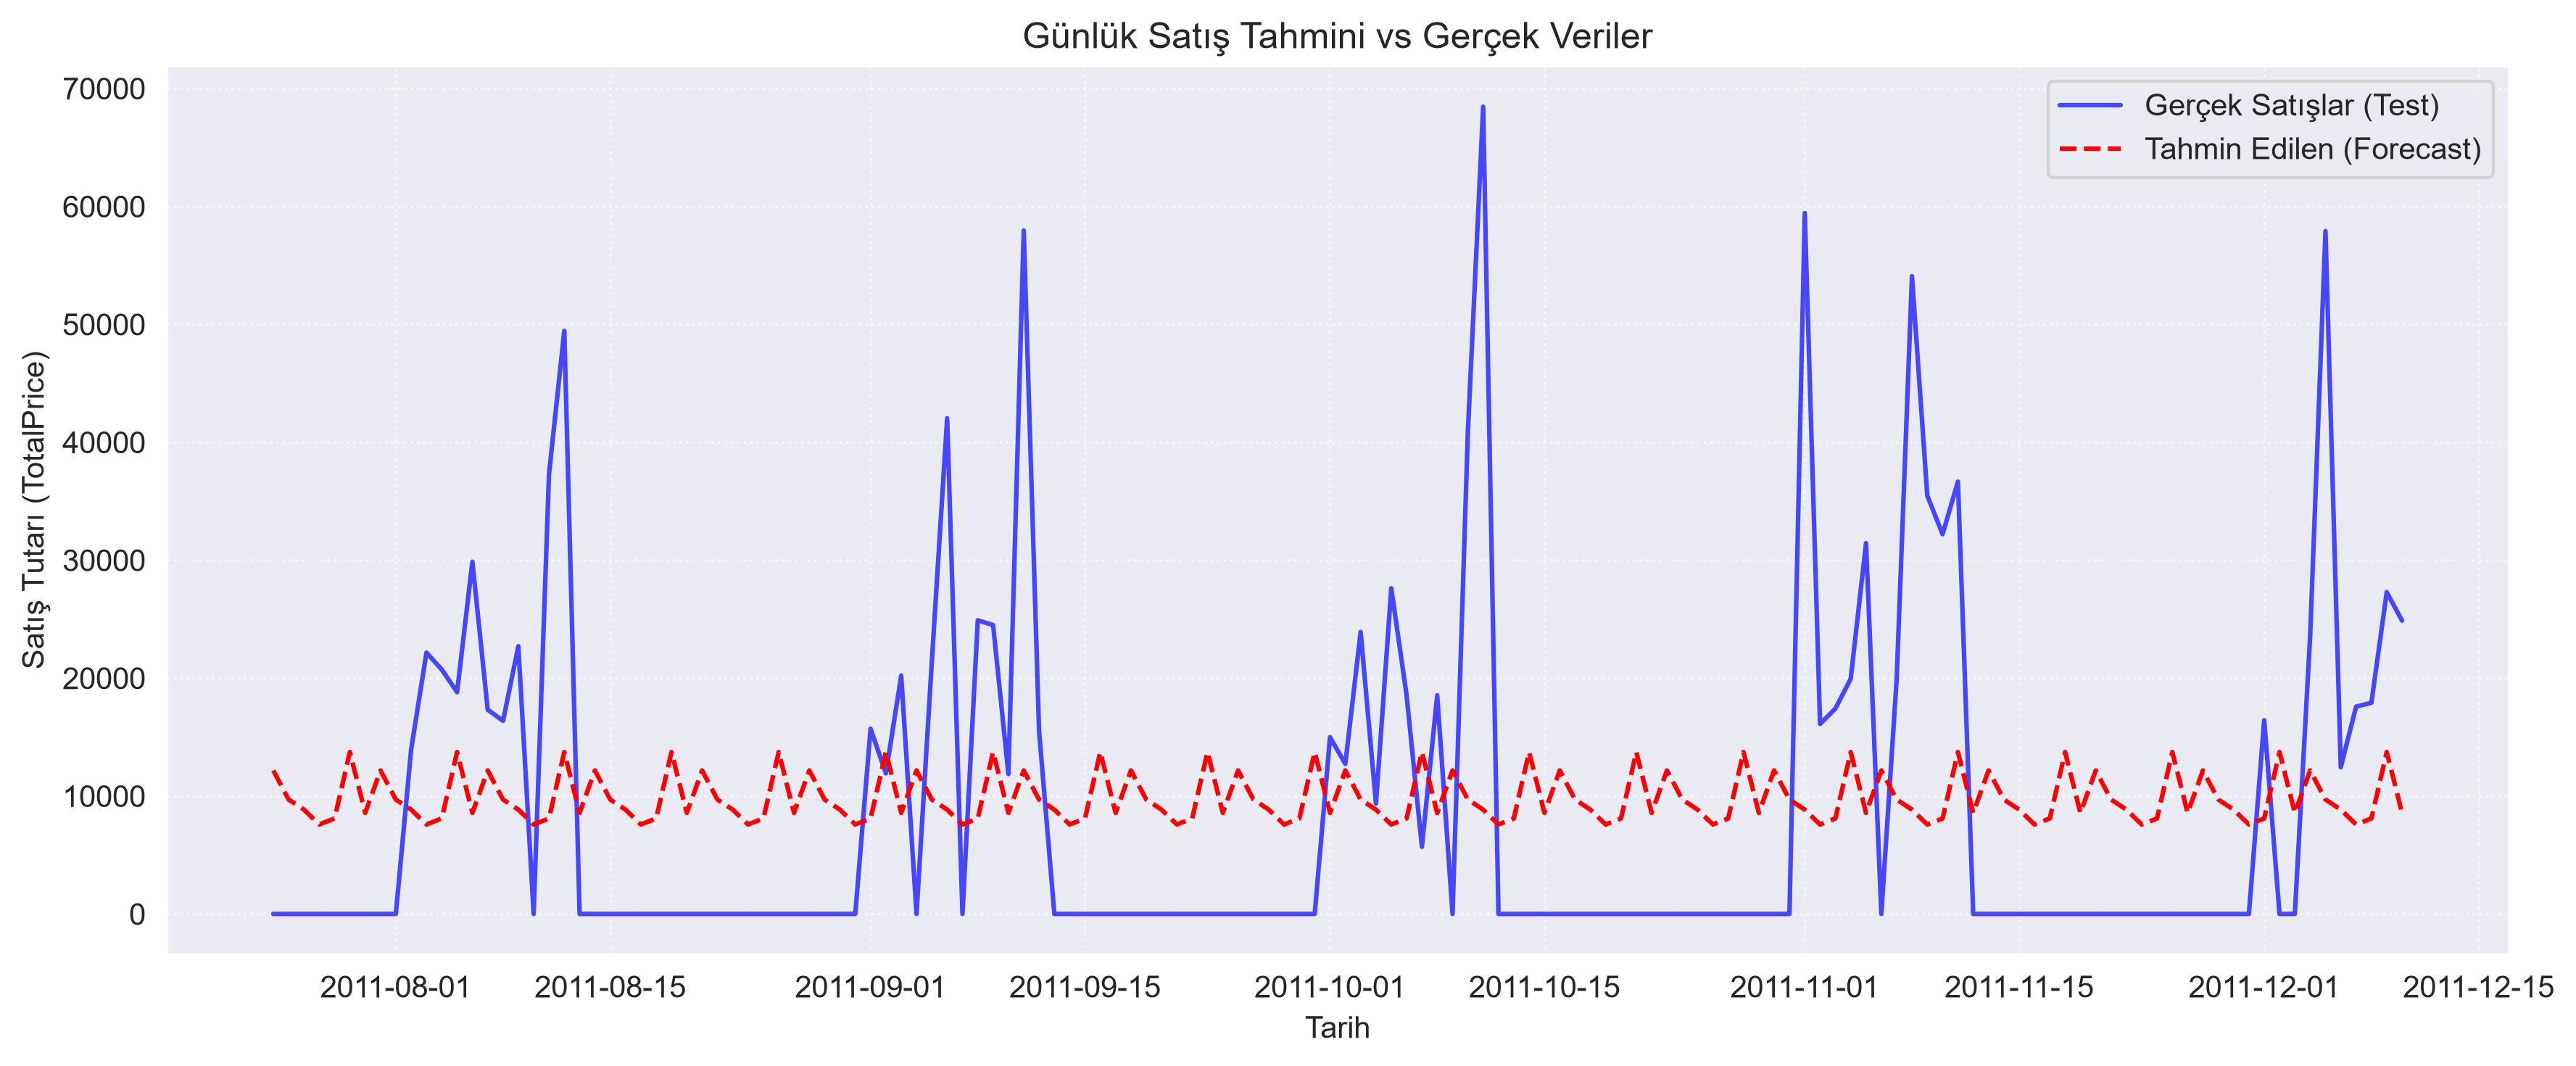 Günlük Satış Tahmini vs Gerçek Veriler
Gerçek Satışlar (Test)
Tahmin Edilen (Forecast)
Satış Tutarı (TotalPrice)
70000
60000
50000
40000
30000
20000
10000
0
2011-08-01 2011-08-15 2011-09-01 2011-09-15 2011-10-01 2011-10-15 2011-11-01 2011-11-15 2011-12-01 2011-12-15
Tarih